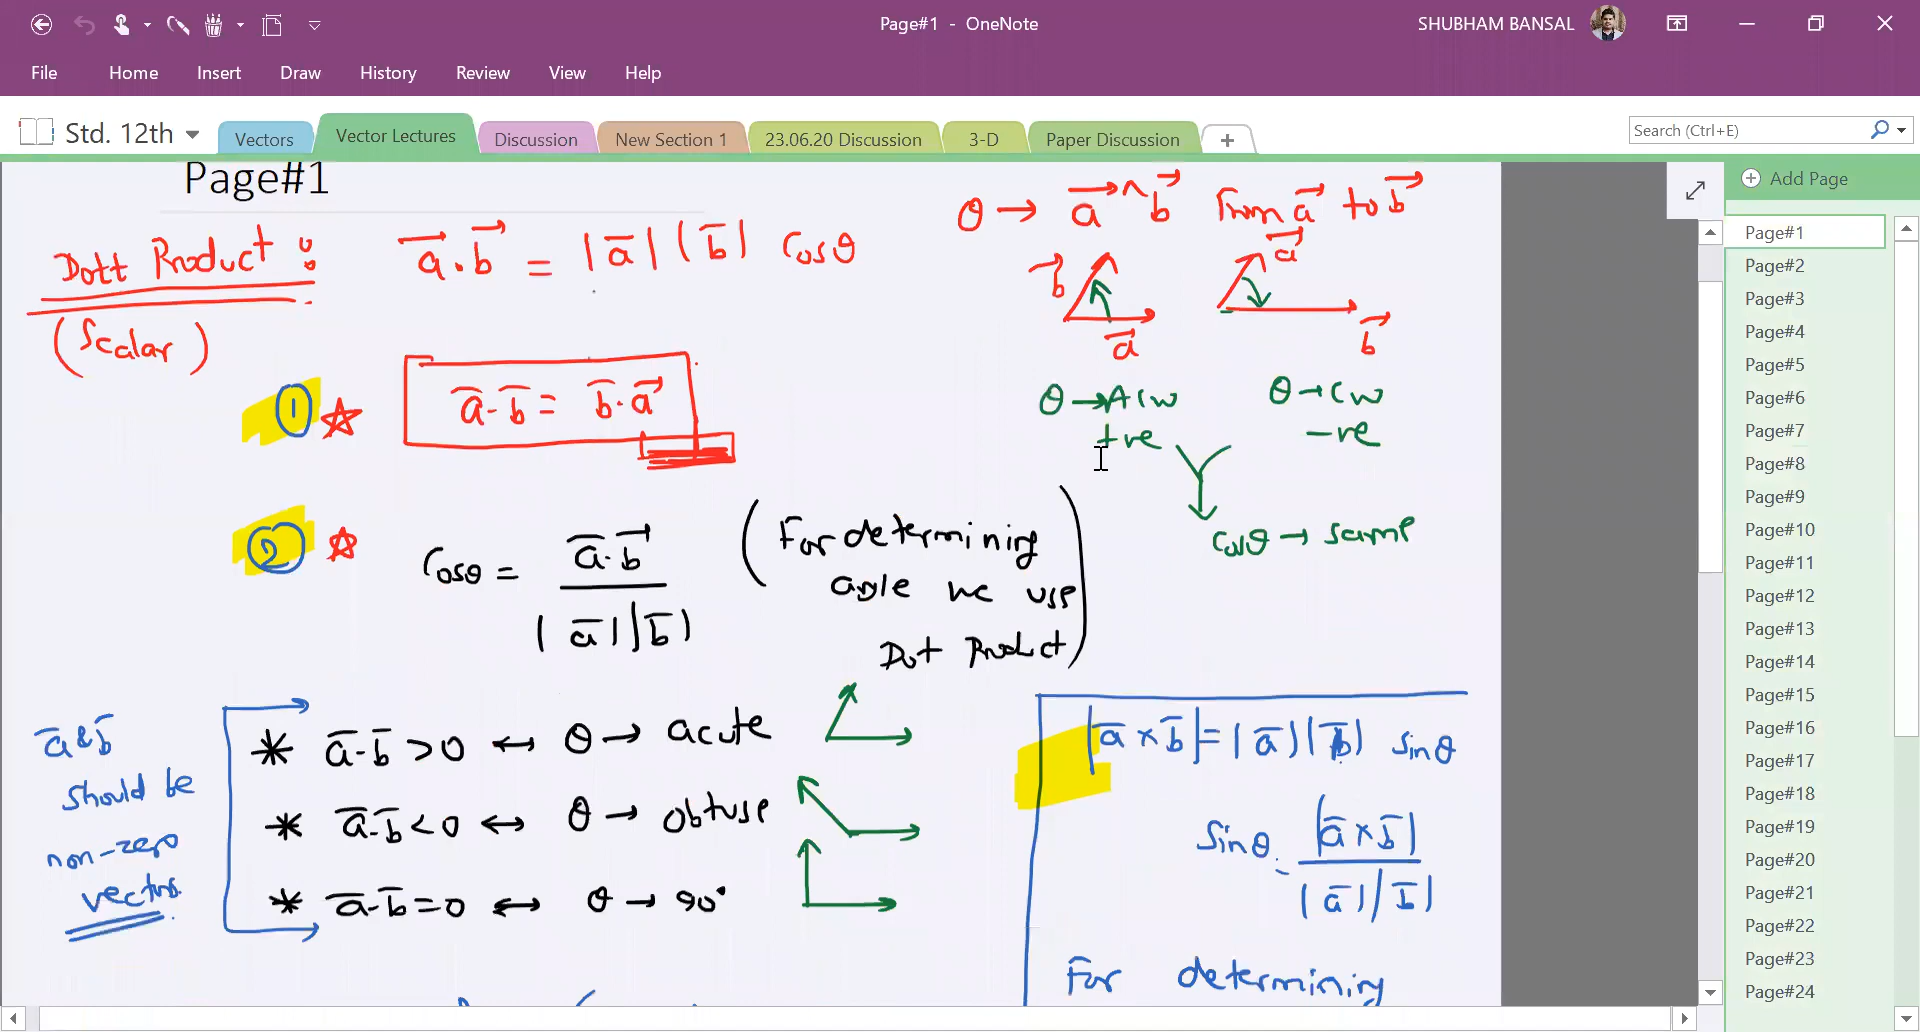 Page#1 - OneNote
SHUBHAM BANSAL
File Home Insert Draw History Review View Help
Std. 12th
Vectors Vector Lectures Discussion New Section 1 23.06.20 Discussion 3-D Paper Discussion +
Search (Ctrl+E)
Page#1
Add Page
Dott Product :
(Scalar)
a⃗.b⃗ = |a̅| |b̅| Cosθ
θ → a⃗^b⃗ From a⃗ to b⃗
b⃗ a⃗
a⃗ b⃗
θ → ACW θ → CW
+ve -ve
cosθ → same
① a̅.b̅ = b̅.a⃗
② Cosθ = a̅.b⃗ / |a̅||b̅|
(For determining
angle we use
Dot Product)
a̅ & b̅
should be
non-zero
vectors.
* a̅.b̅ > 0 ↔ θ → acute
* a̅.b̅ < 0 ↔ θ → obtuse
* a̅.b̅ = 0 ↔ θ → 90°
|a̅ × b̅| = |a̅| |b̅| sinθ
Sinθ = |a̅ × b̅| / |a̅||b̅|
For determining
Page#1
Page#2
Page#3
Page#4
Page#5
Page#6
Page#7
Page#8
Page#9
Page#10
Page#11
Page#12
Page#13
Page#14
Page#15
Page#16
Page#17
Page#18
Page#19
Page#20
Page#21
Page#22
Page#23
Page#24